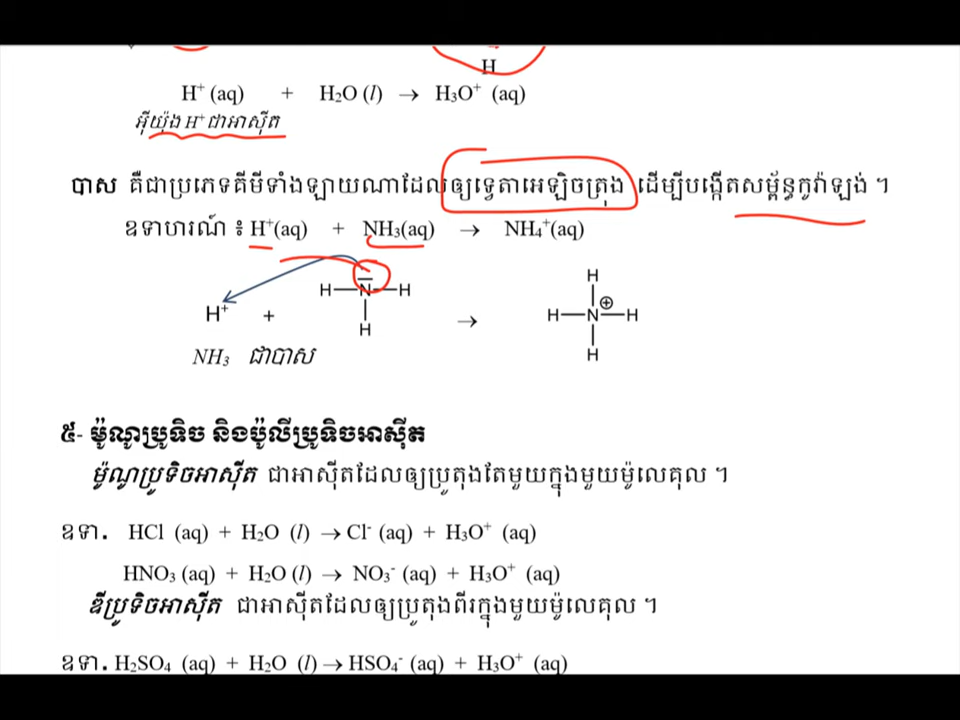 H
H⁺ (aq) + H₂O (l) → H₃O⁺ (aq)
អ៊ីយ៉ុង H⁺ ជាអាស៊ីត
បាស គឺជាប្រភេទគីមីទាំងឡាយណាដែលឲ្យទ្វេតាអេឡិចត្រុង ដើម្បីបង្កើតសម្ព័ន្ធកូវ៉ាឡង់ ។
ឧទាហរណ៍ ៖ H⁺(aq) + NH₃(aq) → NH₄⁺(aq)
H
H—N—H H—N—H
H⁺ + →
H
H
NH₃ ជាបាស
៥- ម៉ូណូប្រូទិច និងប៉ូលីប្រូទិចអាស៊ីត
ម៉ូណូប្រូទិចអាស៊ីត ជាអាស៊ីតដែលឲ្យប្រូតុងតែមួយក្នុងមួយម៉ូលេគុល ។
ឧទា. HCl (aq) + H₂O (l) → Cl⁻ (aq) + H₃O⁺ (aq)
HNO₃ (aq) + H₂O (l) → NO₃⁻ (aq) + H₃O⁺ (aq)
ឌីប្រូទិចអាស៊ីត ជាអាស៊ីតដែលឲ្យប្រូតុងពីរក្នុងមួយម៉ូលេគុល ។
ឧទា. H₂SO₄ (aq) + H₂O (l) → HSO₄⁻ (aq) + H₃O⁺ (aq)